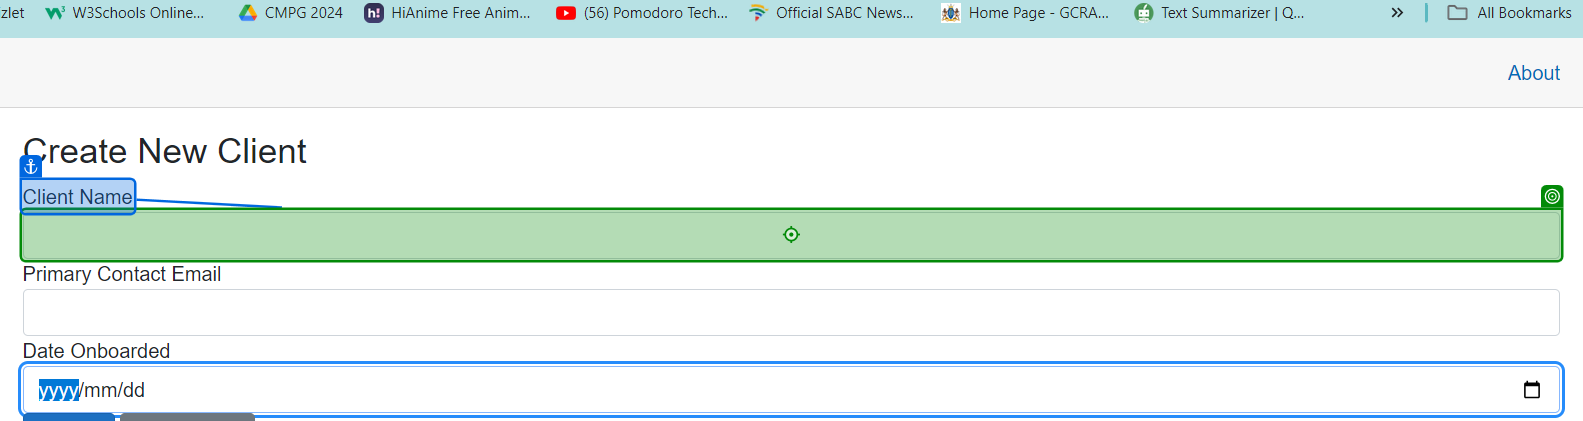 zlet W3Schools Online... CMPG 2024 h! HiAnime Free Anim... (56) Pomodoro Tech... Official SABC News... Home Page - GCRA... Text Summarizer | Q... » All Bookmarks
About
Create New Client
Client Name
Primary Contact Email
Date Onboarded
yyyy/mm/dd